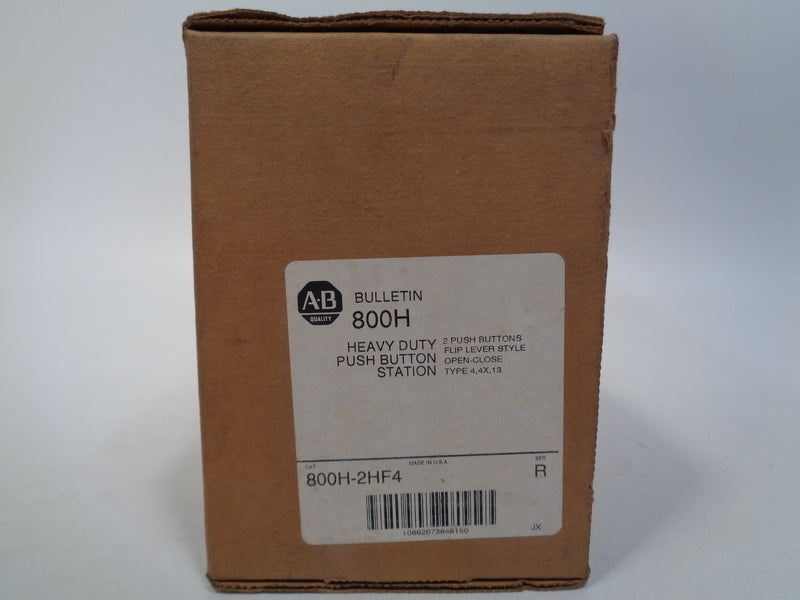 A-B
QUALITY
BULLETIN
800H
HEAVY DUTY
PUSH BUTTON
STATION
2 PUSH BUTTONS
FLIP LEVER STYLE
OPEN-CLOSE
TYPE 4,4X,13
CAT
MADE IN U.S.A
SER
800H-2HF4
R
10662073646150
JX